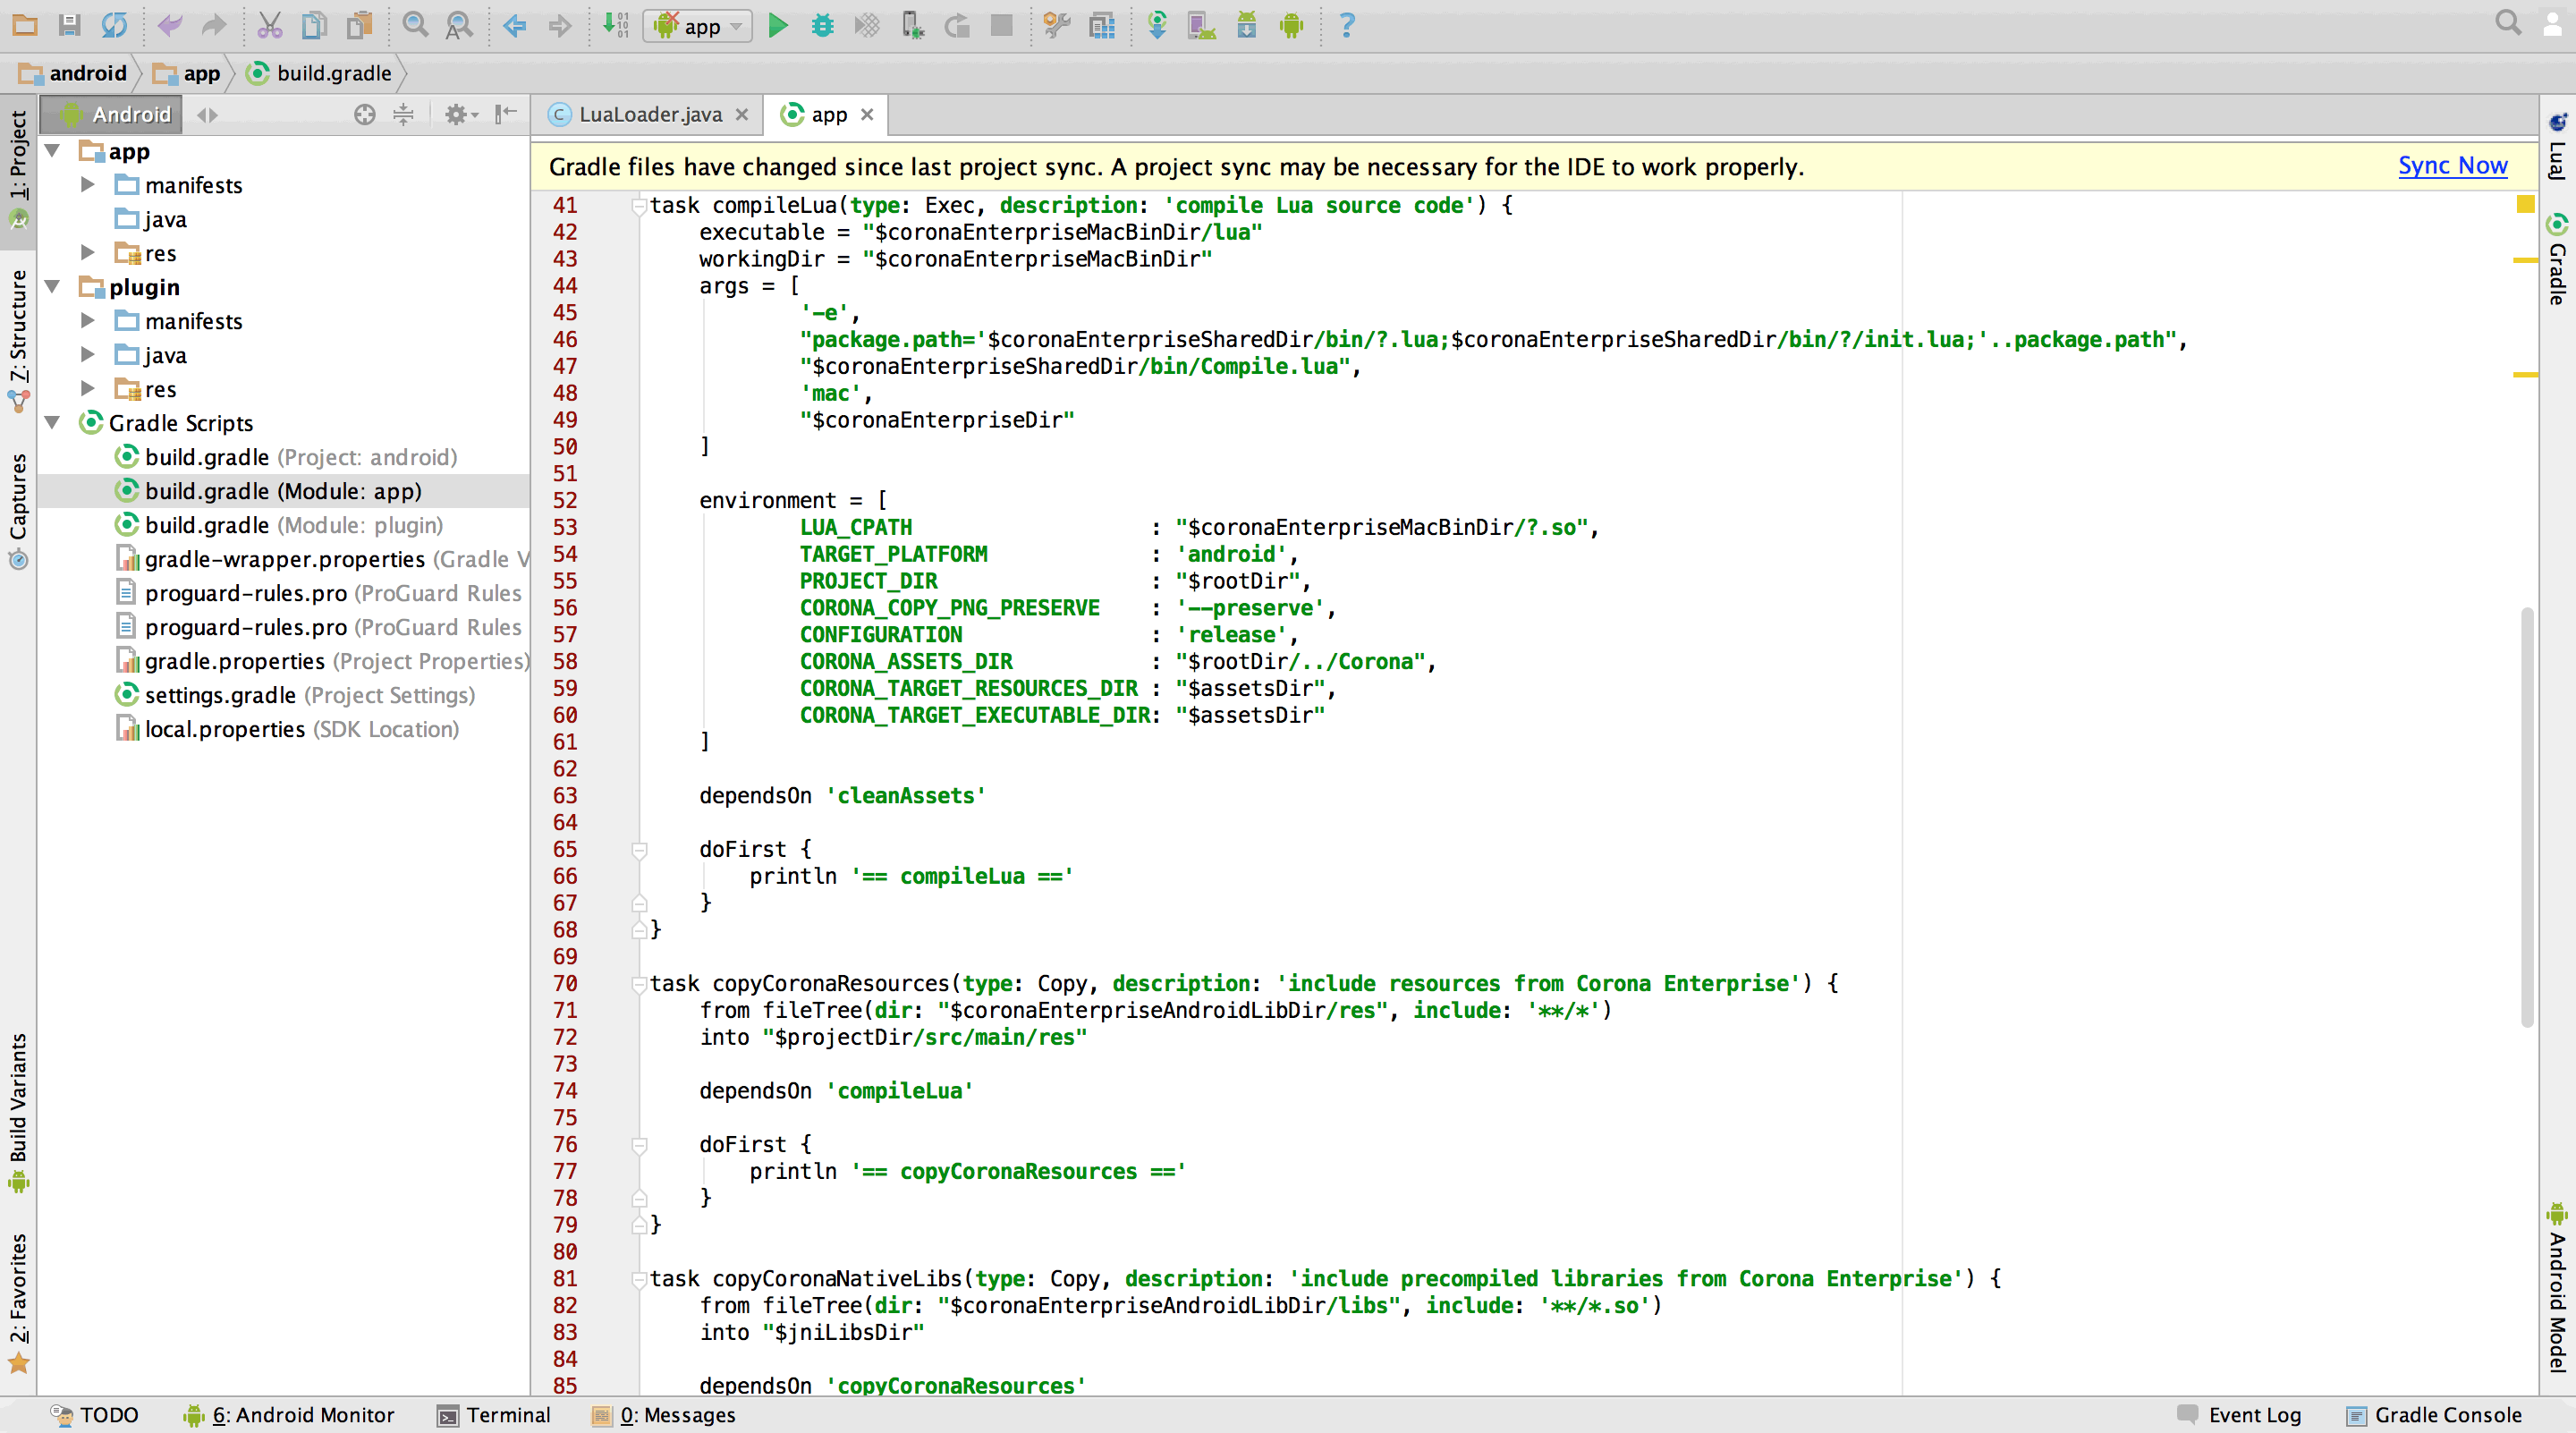 app
android
app
build.gradle
Android
LuaLoader.java
app
Gradle files have changed since last project sync. A project sync may be necessary for the IDE to work properly.
Sync Now
1: Project
7: Structure
Captures
Build Variants
2: Favorites
app
manifests
java
res
plugin
manifests
java
res
Gradle Scripts
build.gradle (Project: android)
build.gradle (Module: app)
build.gradle (Module: plugin)
gradle-wrapper.properties (Gradle V
proguard-rules.pro (ProGuard Rules
proguard-rules.pro (ProGuard Rules
gradle.properties (Project Properties)
settings.gradle (Project Settings)
local.properties (SDK Location)
41 task compileLua(type: Exec, description: 'compile Lua source code') {
42 executable = "$coronaEnterpriseMacBinDir/lua"
43 workingDir = "$coronaEnterpriseMacBinDir"
44 args = [
45 '-e',
46 "package.path='$coronaEnterpriseSharedDir/bin/?.lua;$coronaEnterpriseSharedDir/bin/?/init.lua;'..package.path",
47 "$coronaEnterpriseSharedDir/bin/Compile.lua",
48 'mac',
49 "$coronaEnterpriseDir"
50 ]
51
52 environment = [
53 LUA_CPATH : "$coronaEnterpriseMacBinDir/?.so",
54 TARGET_PLATFORM : 'android',
55 PROJECT_DIR : "$rootDir",
56 CORONA_COPY_PNG_PRESERVE : '--preserve',
57 CONFIGURATION : 'release',
58 CORONA_ASSETS_DIR : "$rootDir/../Corona",
59 CORONA_TARGET_RESOURCES_DIR : "$assetsDir",
60 CORONA_TARGET_EXECUTABLE_DIR: "$assetsDir"
61 ]
62
63 dependsOn 'cleanAssets'
64
65 doFirst {
66 println '== compileLua =='
67 }
68 }
69
70 task copyCoronaResources(type: Copy, description: 'include resources from Corona Enterprise') {
71 from fileTree(dir: "$coronaEnterpriseAndroidLibDir/res", include: '**/*')
72 into "$projectDir/src/main/res"
73
74 dependsOn 'compileLua'
75
76 doFirst {
77 println '== copyCoronaResources =='
78 }
79 }
80
81 task copyCoronaNativeLibs(type: Copy, description: 'include precompiled libraries from Corona Enterprise') {
82 from fileTree(dir: "$coronaEnterpriseAndroidLibDir/libs", include: '**/*.so')
83 into "$jniLibsDir"
84
85 dependsOn 'copyCoronaResources'
LuaJ
Gradle
Android Model
TODO
6: Android Monitor
Terminal
0: Messages
Event Log
Gradle Console